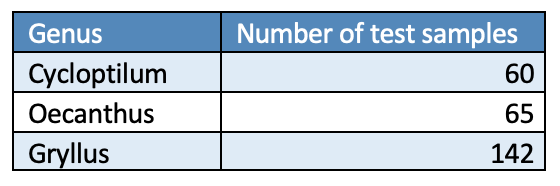 Genus Number of test samples
Cycloptilum 60
Oecanthus 65
Gryllus 142